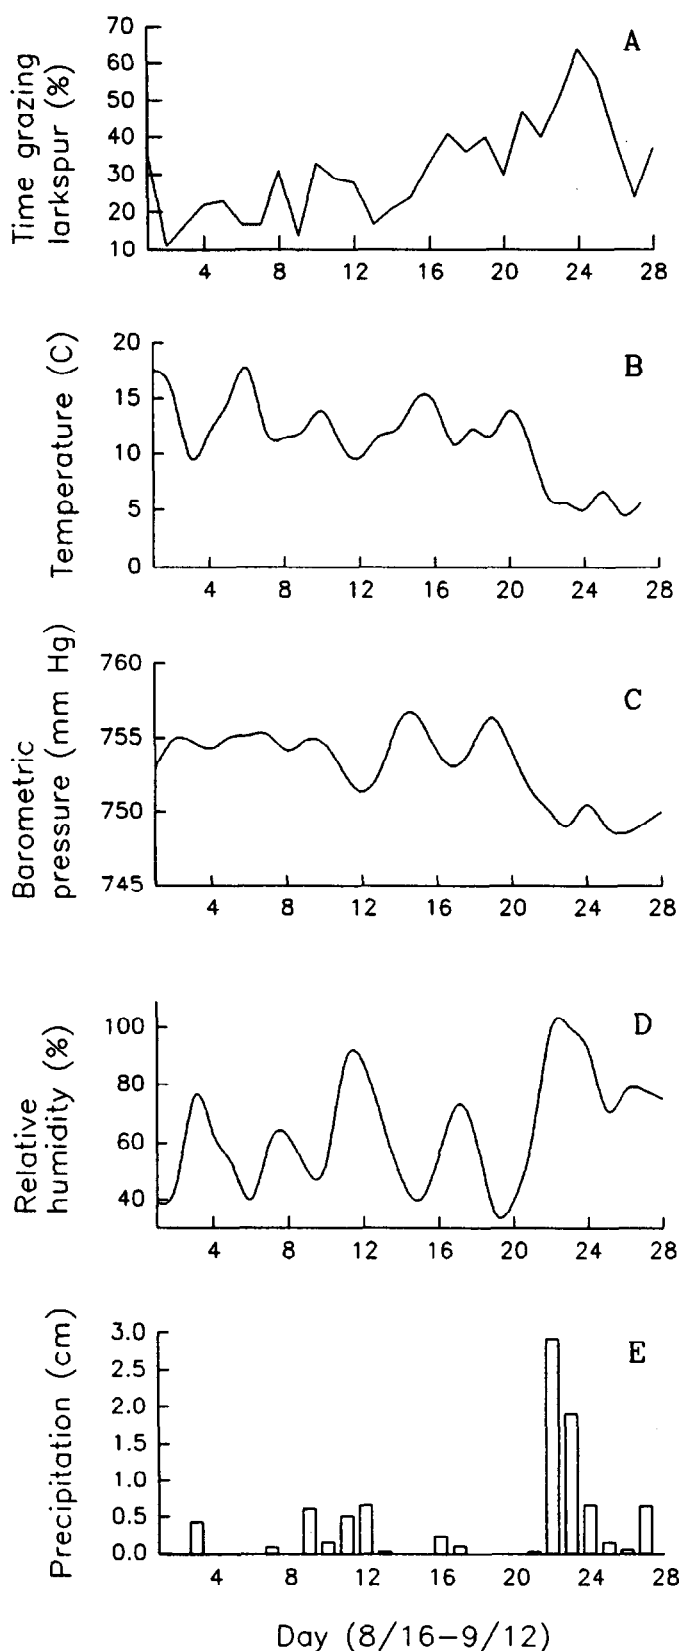 A
Time grazing
larkspur (%)
70
60
50
40
30
20
10
4 8 12 16 20 24 28
B
Temperature (C)
20
15
10
5
0
4 8 12 16 20 24 28
C
Barometric
pressure (mm Hg)
760
755
750
745
4 8 12 16 20 24 28
D
Relative
humidity (%)
100
80
60
40
4 8 12 16 20 24 28
E
Precipitation (cm)
3.0
2.5
2.0
1.5
1.0
0.5
0.0
4 8 12 16 20 24 28
Day (8/16–9/12)